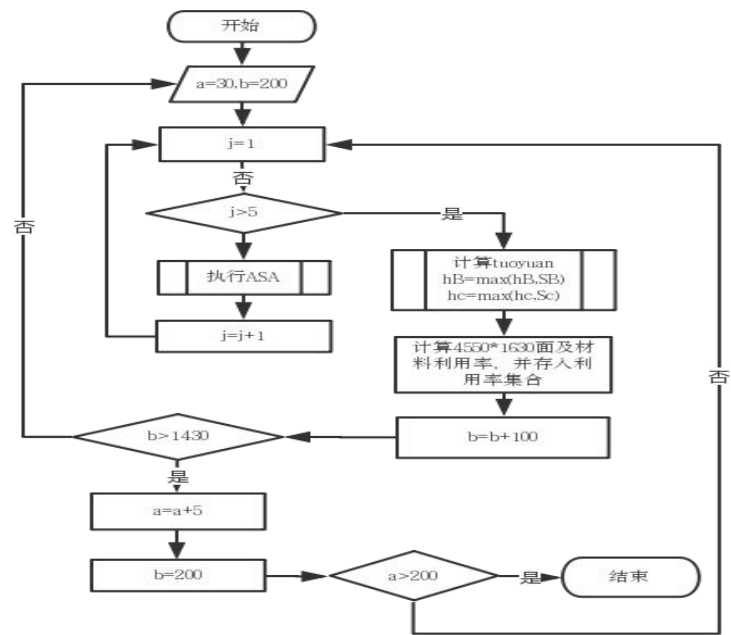 开始
a=30,b=200
j=1
否
j>5
是
执行ASA
j=j+1
计算tuoyuan
hB=max(hB,SB)
hc=max(hc,Sc)
计算4550*1630面及材
料利用率，并存入利
用率集合
b=b+100
b>1430
否
是
a=a+5
b=200
a>200
是
结束
否